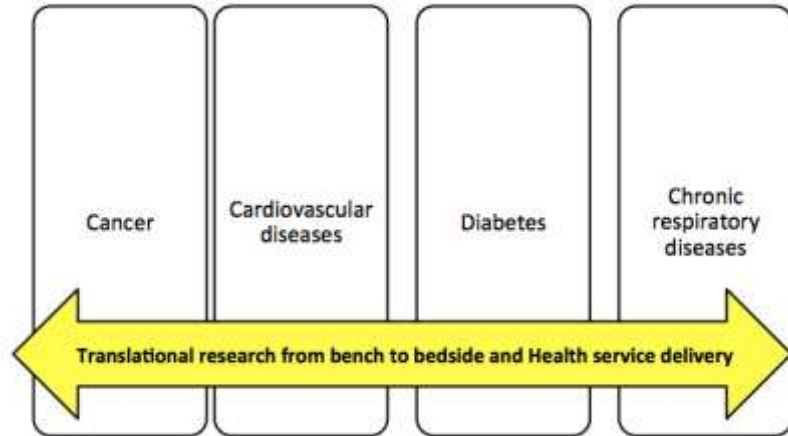 Cancer
Cardiovascular
diseases
Diabetes
Chronic
respiratory
diseases
Translational research from bench to bedside and Health service delivery